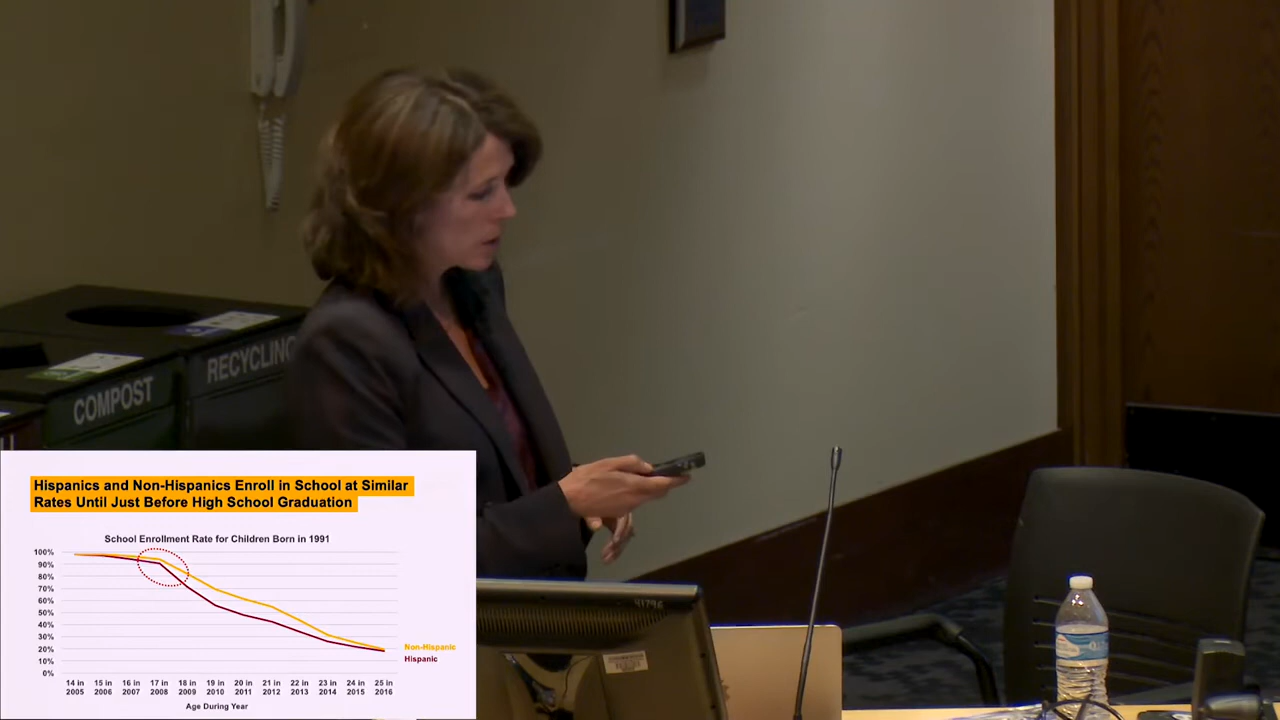 COMPOST
RECYCLING
41796
Hispanics and Non-Hispanics Enroll in School at Similar
Rates Until Just Before High School Graduation
School Enrollment Rate for Children Born in 1991
100%
90%
80%
70%
60%
50%
40%
30%
20%
10%
0%
Non-Hispanic
Hispanic
14 in 2005
15 in 2006
16 in 2007
17 in 2008
18 in 2009
19 in 2010
20 in 2011
21 in 2012
22 in 2013
23 in 2014
24 in 2015
25 in 2016
Age During Year